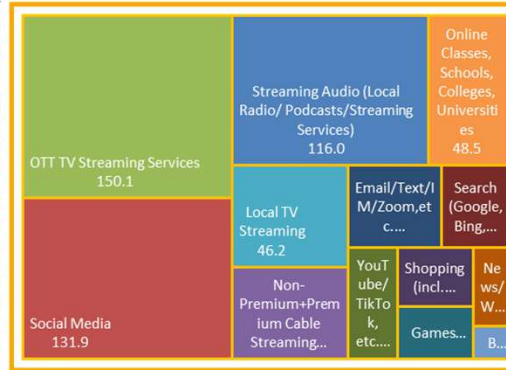 OTT TV Streaming Services
150.1
Social Media
131.9
Streaming Audio (Local
Radio/ Podcasts/Streaming
Services)
116.0
Online
Classes,
Schools,
Colleges,
Universiti
es
48.5
Local TV
Streaming
46.2
Non-
Premium+Prem
ium Cable
Streaming...
Email/Text/I
M/Zoom,et
c....
Search
(Google,
Bing,...
YouT
ube/
TikTo
k,
etc....
Shopping
(incl....
Games...
Ne
ws/
W...
B...